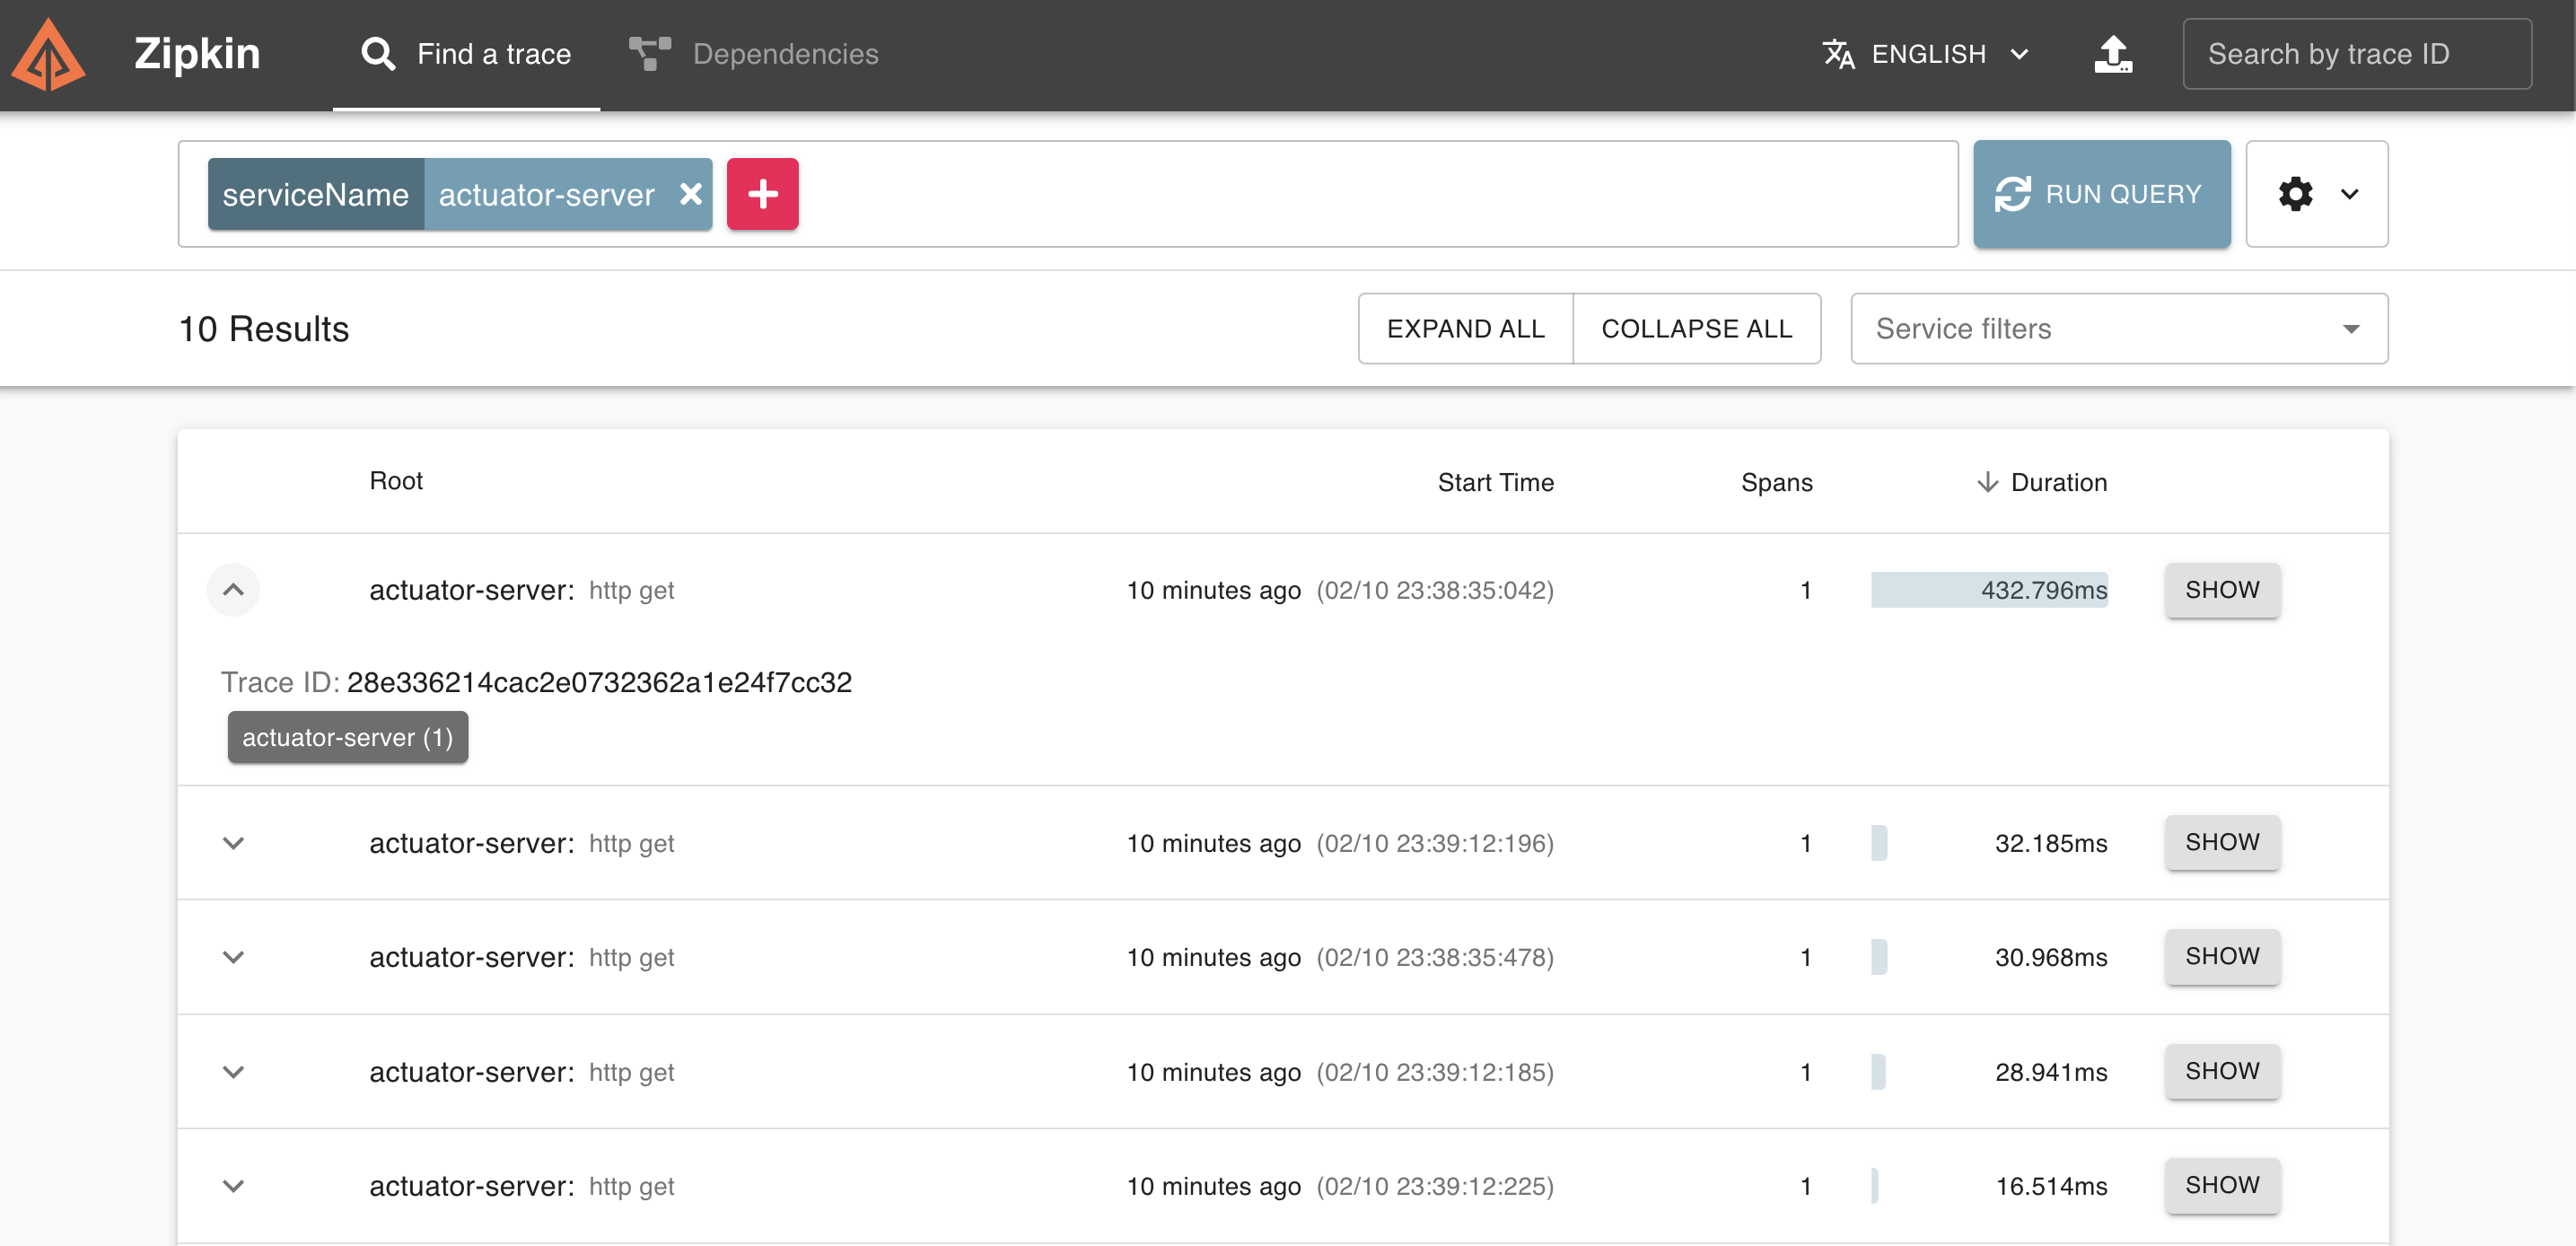 Zipkin Find a trace Dependencies ENGLISH Search by trace ID
serviceName actuator-server RUN QUERY
10 Results EXPAND ALL COLLAPSE ALL Service filters
Root Start Time Spans Duration
actuator-server: http get 10 minutes ago (02/10 23:38:35:042) 1 432.796ms SHOW
Trace ID: 28e336214cac2e0732362a1e24f7cc32
actuator-server (1)
actuator-server: http get 10 minutes ago (02/10 23:39:12:196) 1 32.185ms SHOW
actuator-server: http get 10 minutes ago (02/10 23:38:35:478) 1 30.968ms SHOW
actuator-server: http get 10 minutes ago (02/10 23:39:12:185) 1 28.941ms SHOW
actuator-server: http get 10 minutes ago (02/10 23:39:12:225) 1 16.514ms SHOW